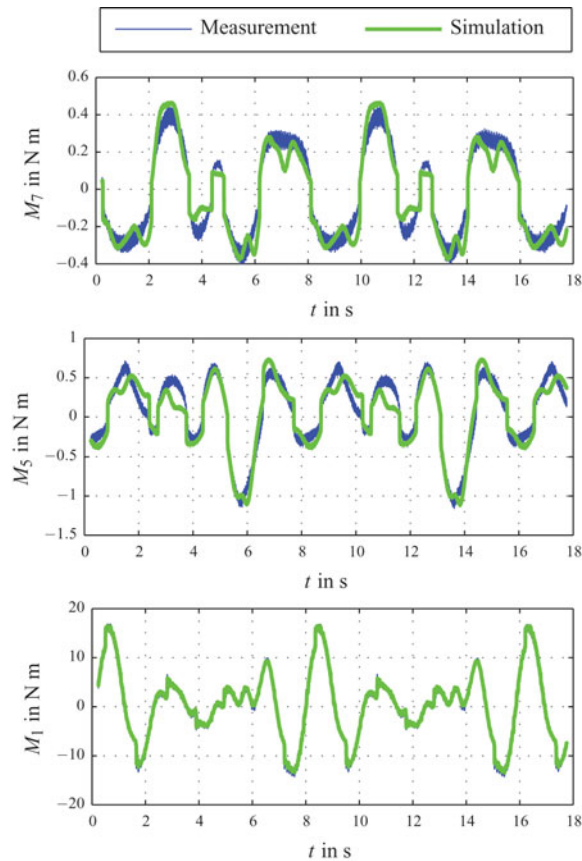 Measurement Simulation
0.6
0.4
0.2
0
−0.2
−0.4
M7 in N m
0 2 4 6 8 10 12 14 16 18
t in s
1
0.5
0
−0.5
−1
−1.5
M5 in N m
0 2 4 6 8 10 12 14 16 18
t in s
20
10
0
−10
−20
M1 in N m
0 2 4 6 8 10 12 14 16 18
t in s